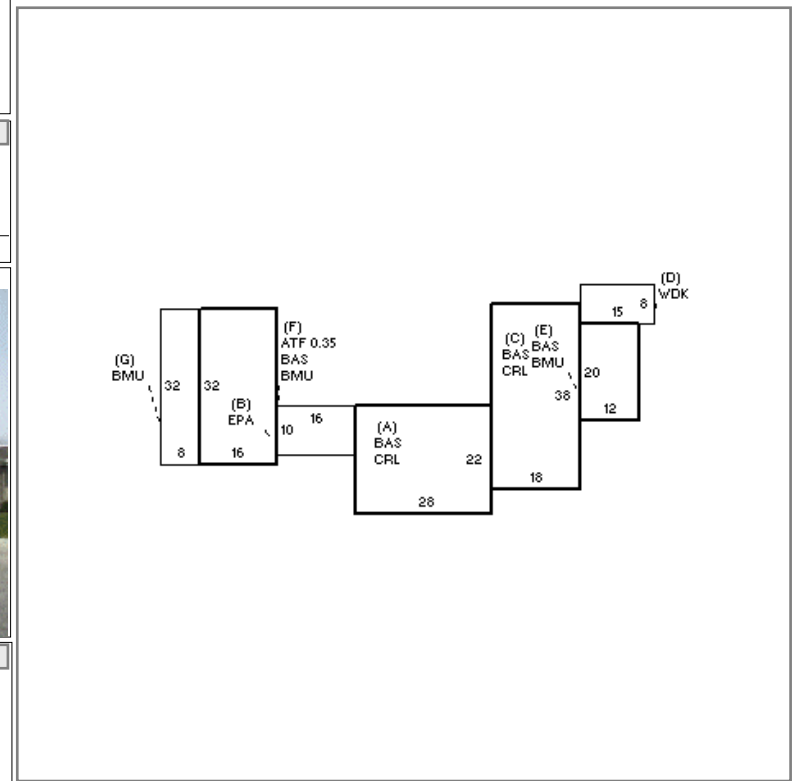 (D)
WDK
8
15
(F)
ATF 0.35
BAS
BMU
(C)
BAS
CRL
(E)
BAS
BMU
(G)
BMU
32
32
20
38
(B)
EPA
16
10
12
(A)
BAS
CRL
8
16
22
18
28